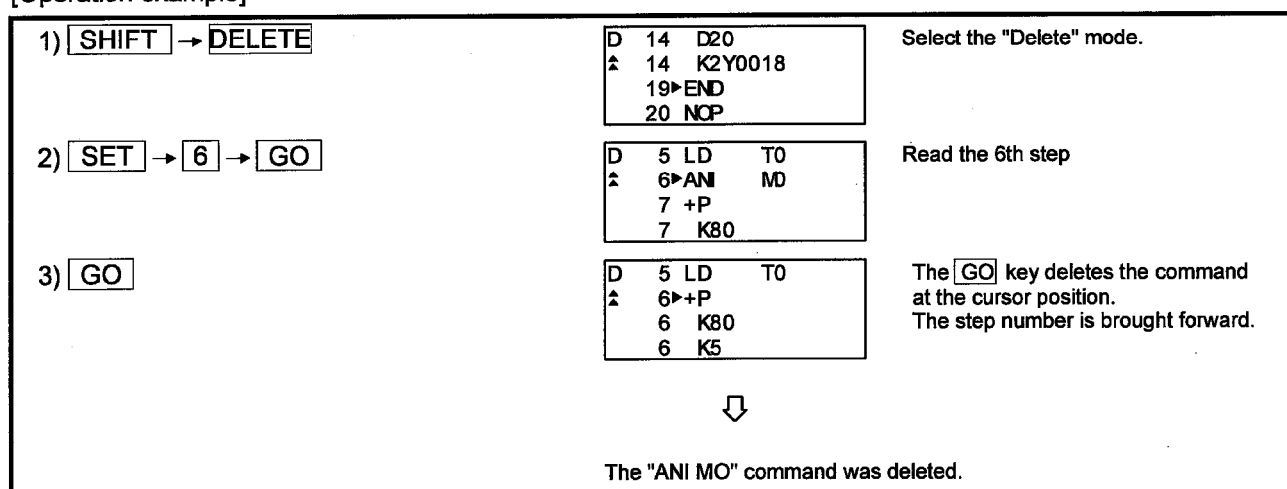 [Operation example]
1) SHIFT → DELETE
D 14 D20
14 K2Y0018
19▶END
20 NOP
Select the "Delete" mode.
2) SET → 6 → GO
D 5 LD T0
6▶ANI M0
7 +P
7 K80
Read the 6th step
3) GO
D 5 LD T0
6▶+P
6 K80
6 K5
The GO key deletes the command
at the cursor position.
The step number is brought forward.
The "ANI MO" command was deleted.